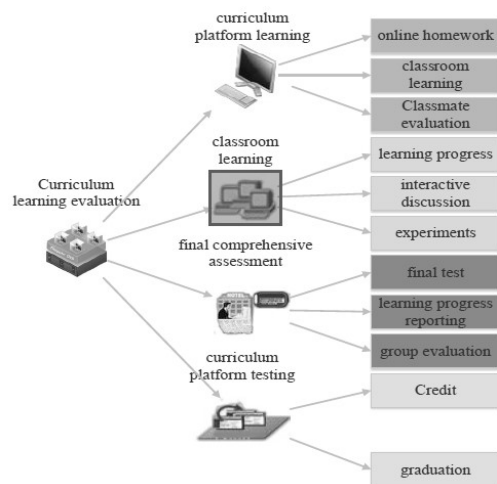 curriculum
platform learning
online homework
classroom
learning
Classmate
evaluation
classroom
learning
learning progress
interactive
discussion
experiments
Curriculum
learning evaluation
final comprehensive
assessment
final test
learning progress
reporting
group evaluation
curriculum
platform testing
Credit
graduation